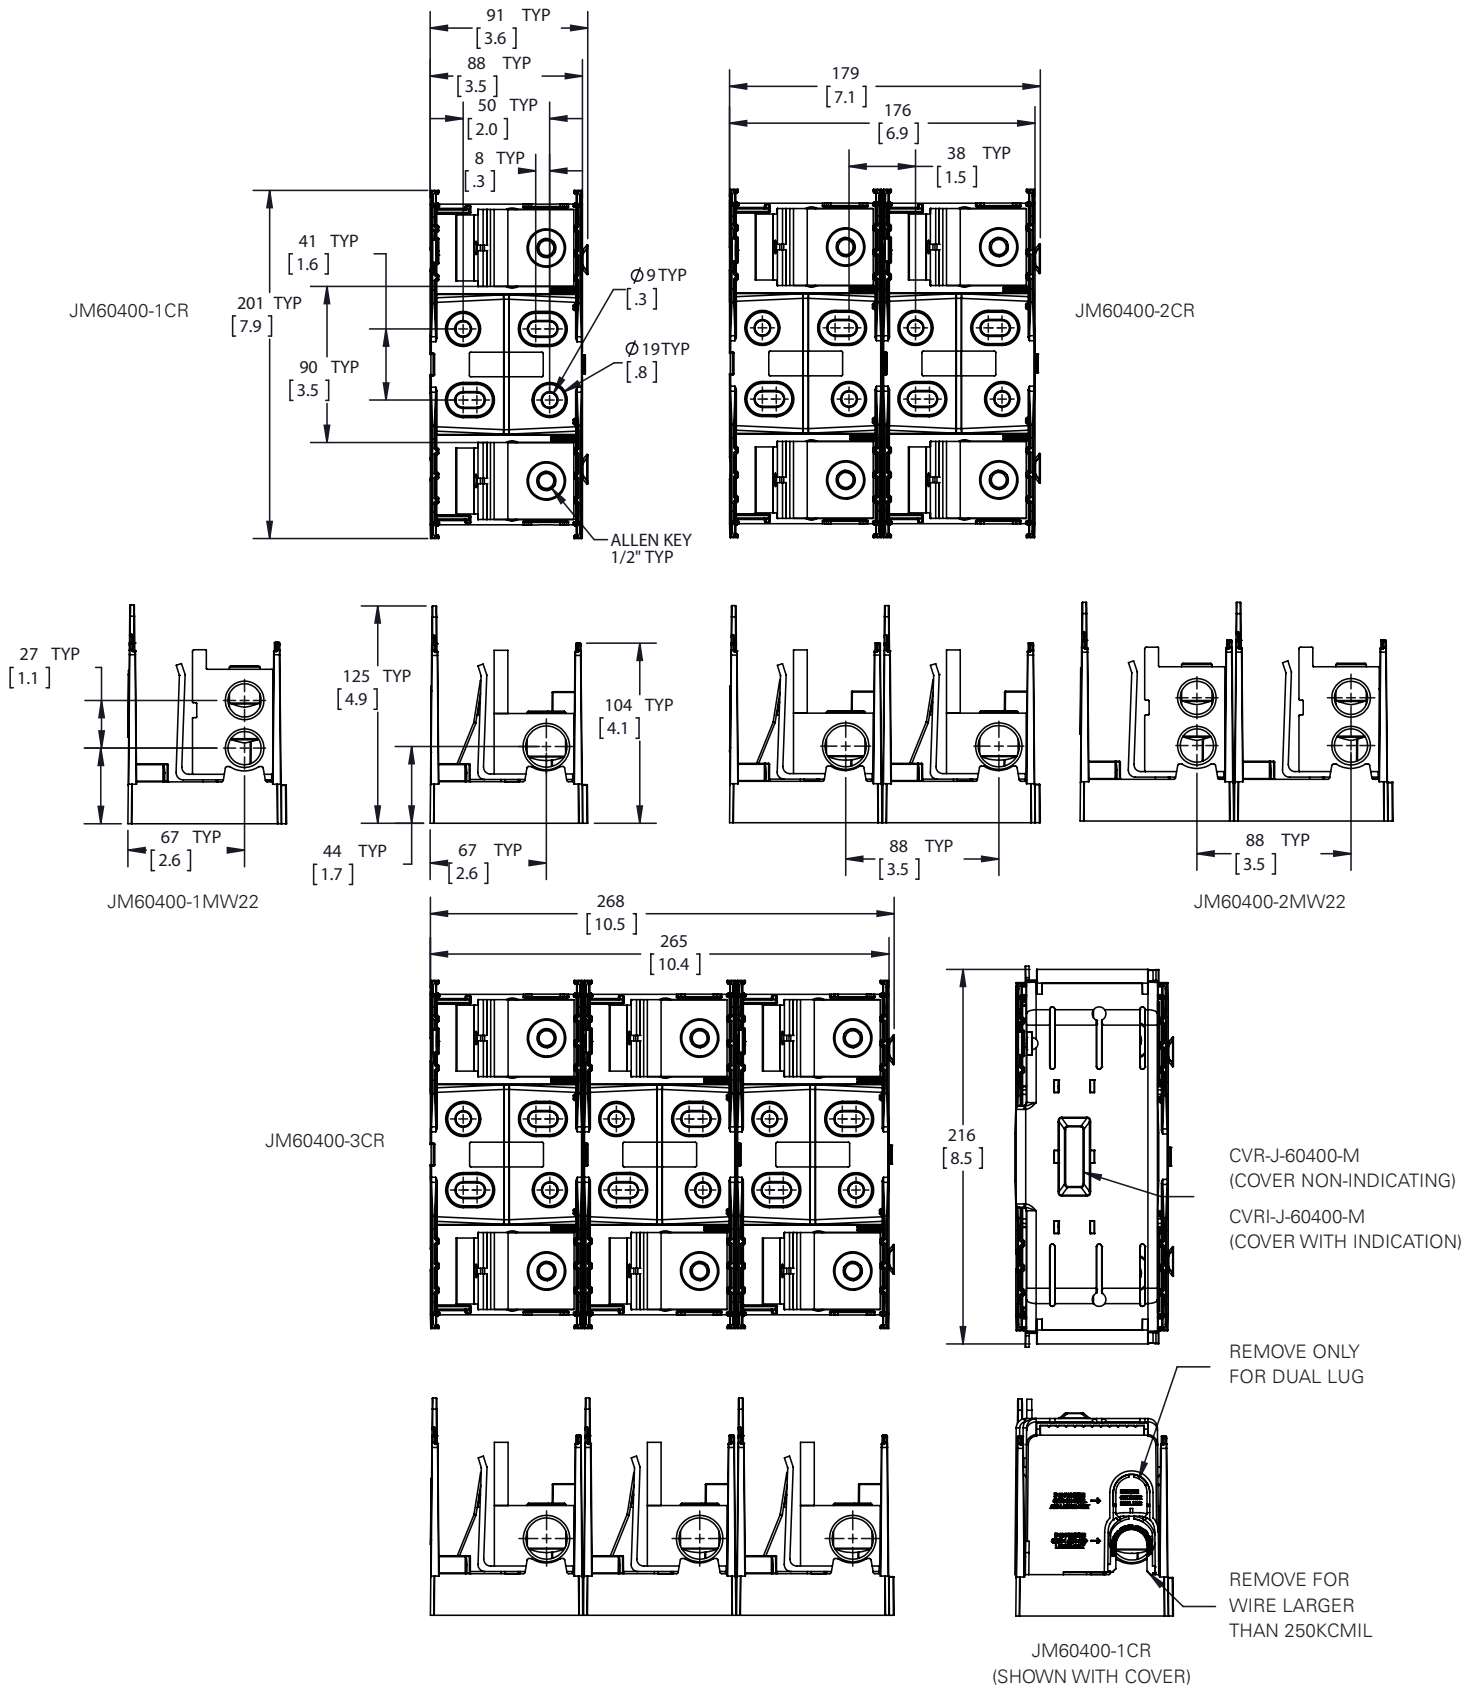 91 TYP
[3.6]
88 TYP
[3.5]
50 TYP
[2.0]
8 TYP
[.3]
41 TYP
[1.6]
201 TYP
[7.9]
90 TYP
[3.5]
Ø9 TYP
[.3]
Ø19 TYP
[.8]
ALLEN KEY
1/2" TYP
JM60400-1CR
179
[7.1]
176
[6.9]
38 TYP
[1.5]
JM60400-2CR
27 TYP
[1.1]
67 TYP
[2.6]
JM60400-1MW22
125 TYP
[4.9]
104 TYP
[4.1]
44 TYP
[1.7]
67 TYP
[2.6]
88 TYP
[3.5]
88 TYP
[3.5]
JM60400-2MW22
268
[10.5]
265
[10.4]
JM60400-3CR
216
[8.5]
CVR-J-60400-M
(COVER NON-INDICATING)
CVRI-J-60400-M
(COVER WITH INDICATION)
REMOVE ONLY
FOR DUAL LUG
REMOVE FOR
WIRE LARGER
THAN 250KCMIL
JM60400-1CR
(SHOWN WITH COVER)